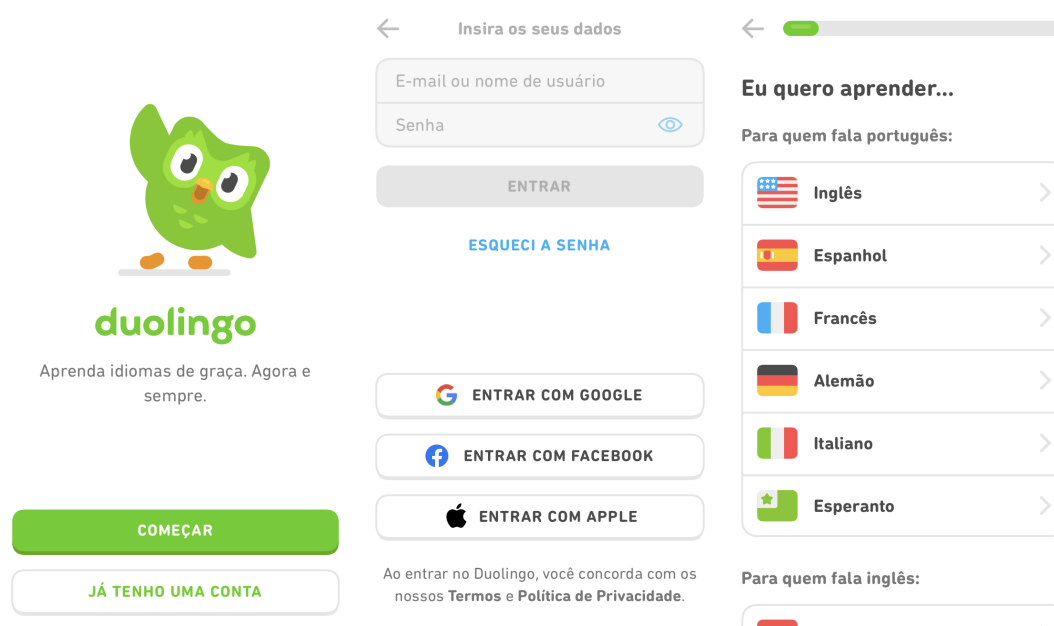 duolingo
Aprenda idiomas de graça. Agora e
sempre.
COMEÇAR
JÁ TENHO UMA CONTA
Insira os seus dados
E-mail ou nome de usuário
Senha
ENTRAR
ESQUECI A SENHA
ENTRAR COM GOOGLE
ENTRAR COM FACEBOOK
ENTRAR COM APPLE
Ao entrar no Duolingo, você concorda com os
nossos Termos e Política de Privacidade.
Eu quero aprender...
Para quem fala português:
Inglês
Espanhol
Francês
Alemão
Italiano
Esperanto
Para quem fala inglês: